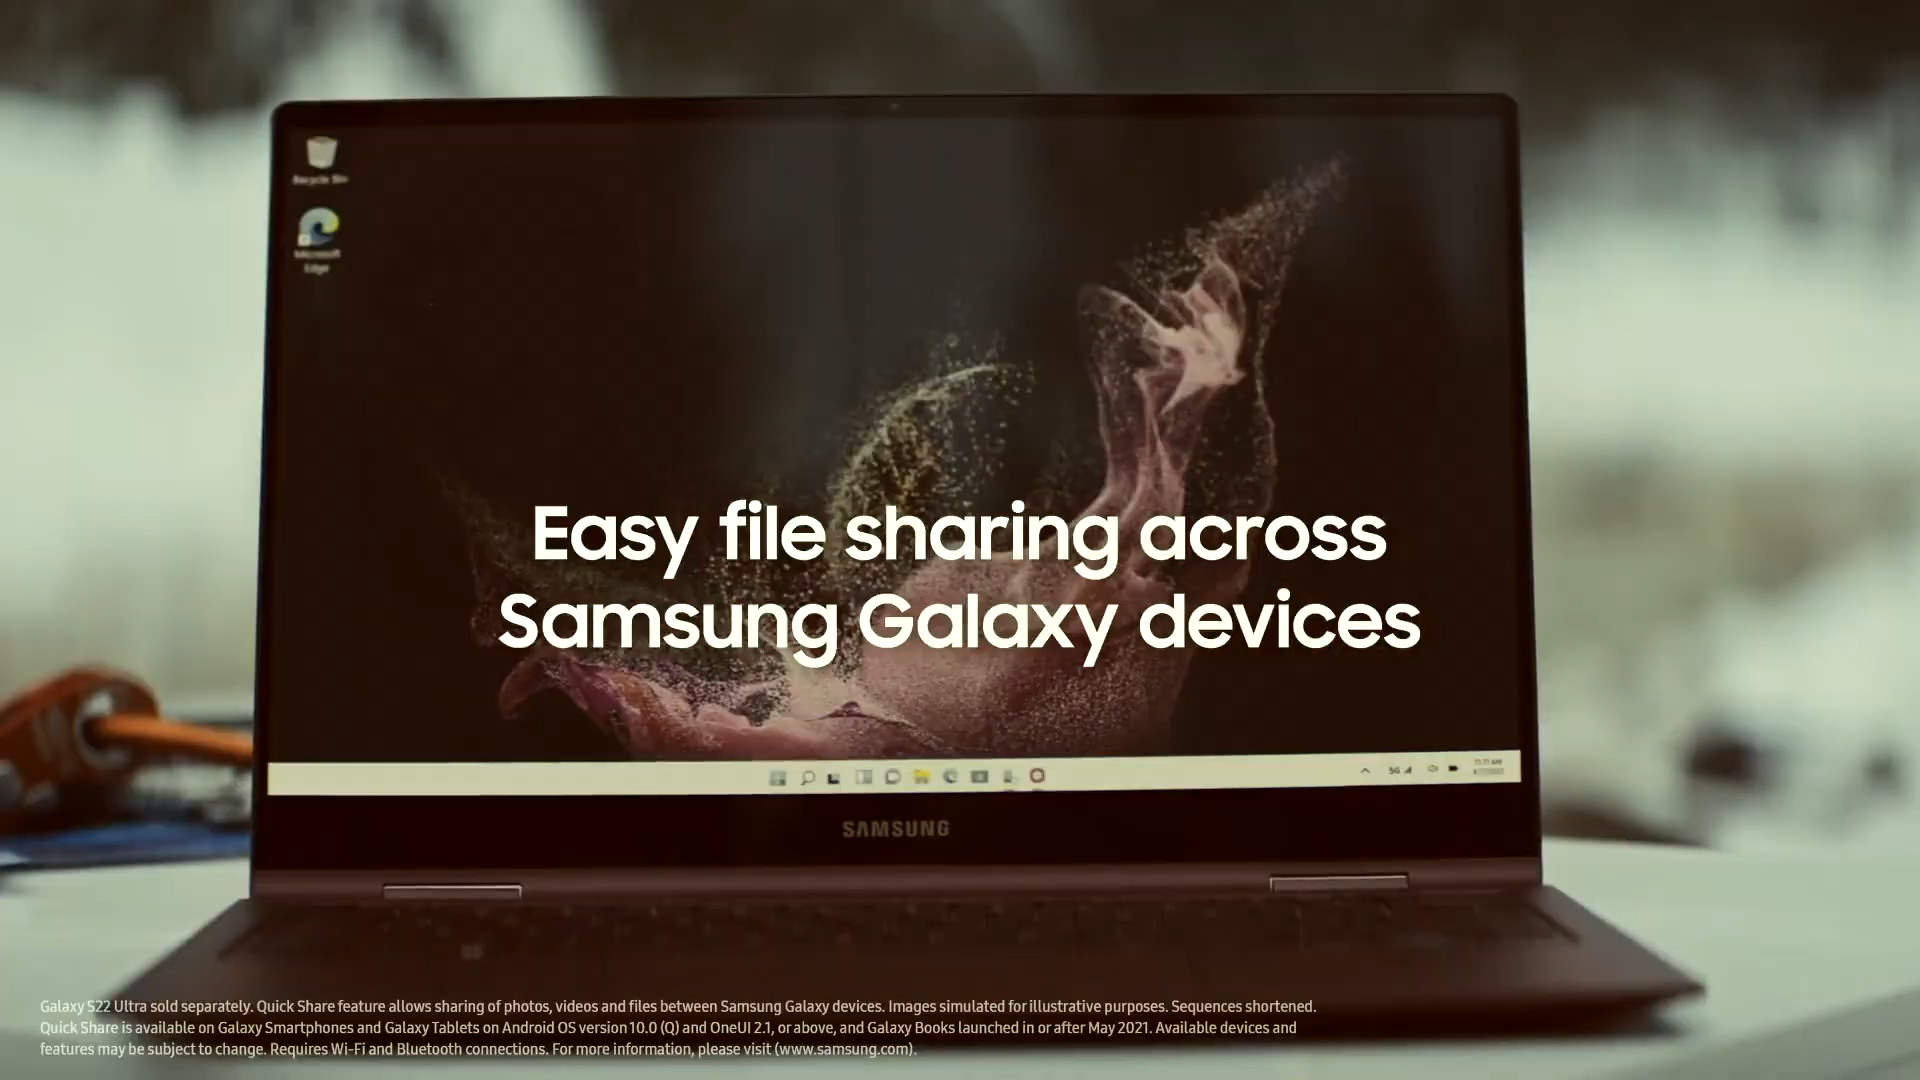 Recycle Bin
Microsoft
Edge
Easy file sharing across
Samsung Galaxy devices
5G
SAMSUNG
Galaxy S22 Ultra sold separately. Quick Share feature allows sharing of photos, videos and files between Samsung Galaxy devices. Images simulated for illustrative purposes. Sequences shortened.
Quick Share is available on Galaxy Smartphones and Galaxy Tablets on Android OS version 10.0 (Q) and OneUI 2.1, or above, and Galaxy Books launched in or after May 2021. Available devices and
features may be subject to change. Requires Wi-Fi and Bluetooth connections. For more information, please visit (www.samsung.com).